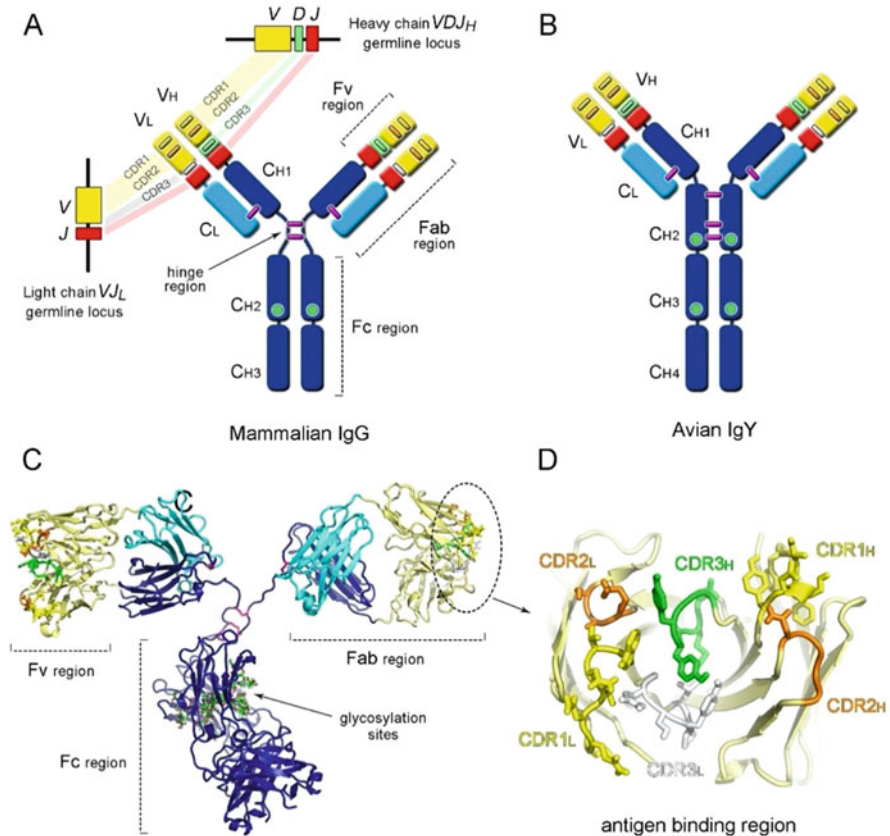 A
V D J
Heavy chain VDJH
germline locus
CDR1
CDR2
CDR3
VH
VL
Fv
region
CH1
CDR1
CDR2
CDR3
V
J
CL
Fab
region
hinge
region
Light chain VJL
germline locus
CH2
Fc region
CH3
Mammalian IgG
B
VH
VL
CH1
CL
CH2
CH3
CH4
Avian IgY
C
C
Fv region
Fab region
glycosylation
sites
Fc region
D
CDR2L
CDR3H
CDR1H
CDR2H
CDR1L
CDR3L
antigen binding region